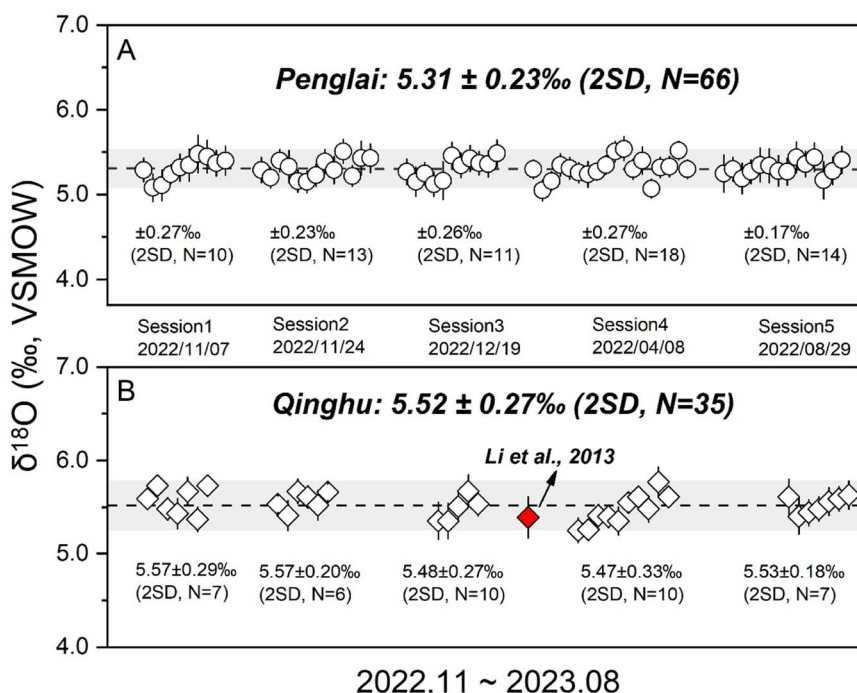 δ18O (‰, VSMOW)
7.0
6.0
5.0
4.0
A
Penglai: 5.31 ± 0.23‰ (2SD, N=66)
±0.27‰
(2SD, N=10)
±0.23‰
(2SD, N=13)
±0.26‰
(2SD, N=11)
±0.27‰
(2SD, N=18)
±0.17‰
(2SD, N=14)
Session1
2022/11/07
Session2
2022/11/24
Session3
2022/12/19
Session4
2022/04/08
Session5
2022/08/29
7.0
6.0
5.0
4.0
B
Qinghu: 5.52 ± 0.27‰ (2SD, N=35)
Li et al., 2013
5.57±0.29‰
(2SD, N=7)
5.57±0.20‰
(2SD, N=6)
5.48±0.27‰
(2SD, N=10)
5.47±0.33‰
(2SD, N=10)
5.53±0.18‰
(2SD, N=7)
2022.11 ~ 2023.08